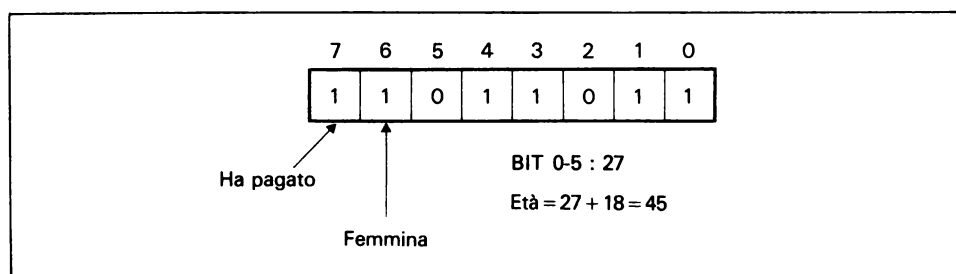 7 6 5 4 3 2 1 0
1 1 0 1 1 0 1 1
BIT 0-5 : 27
Ha pagato
Età = 27 + 18 = 45
Femmina